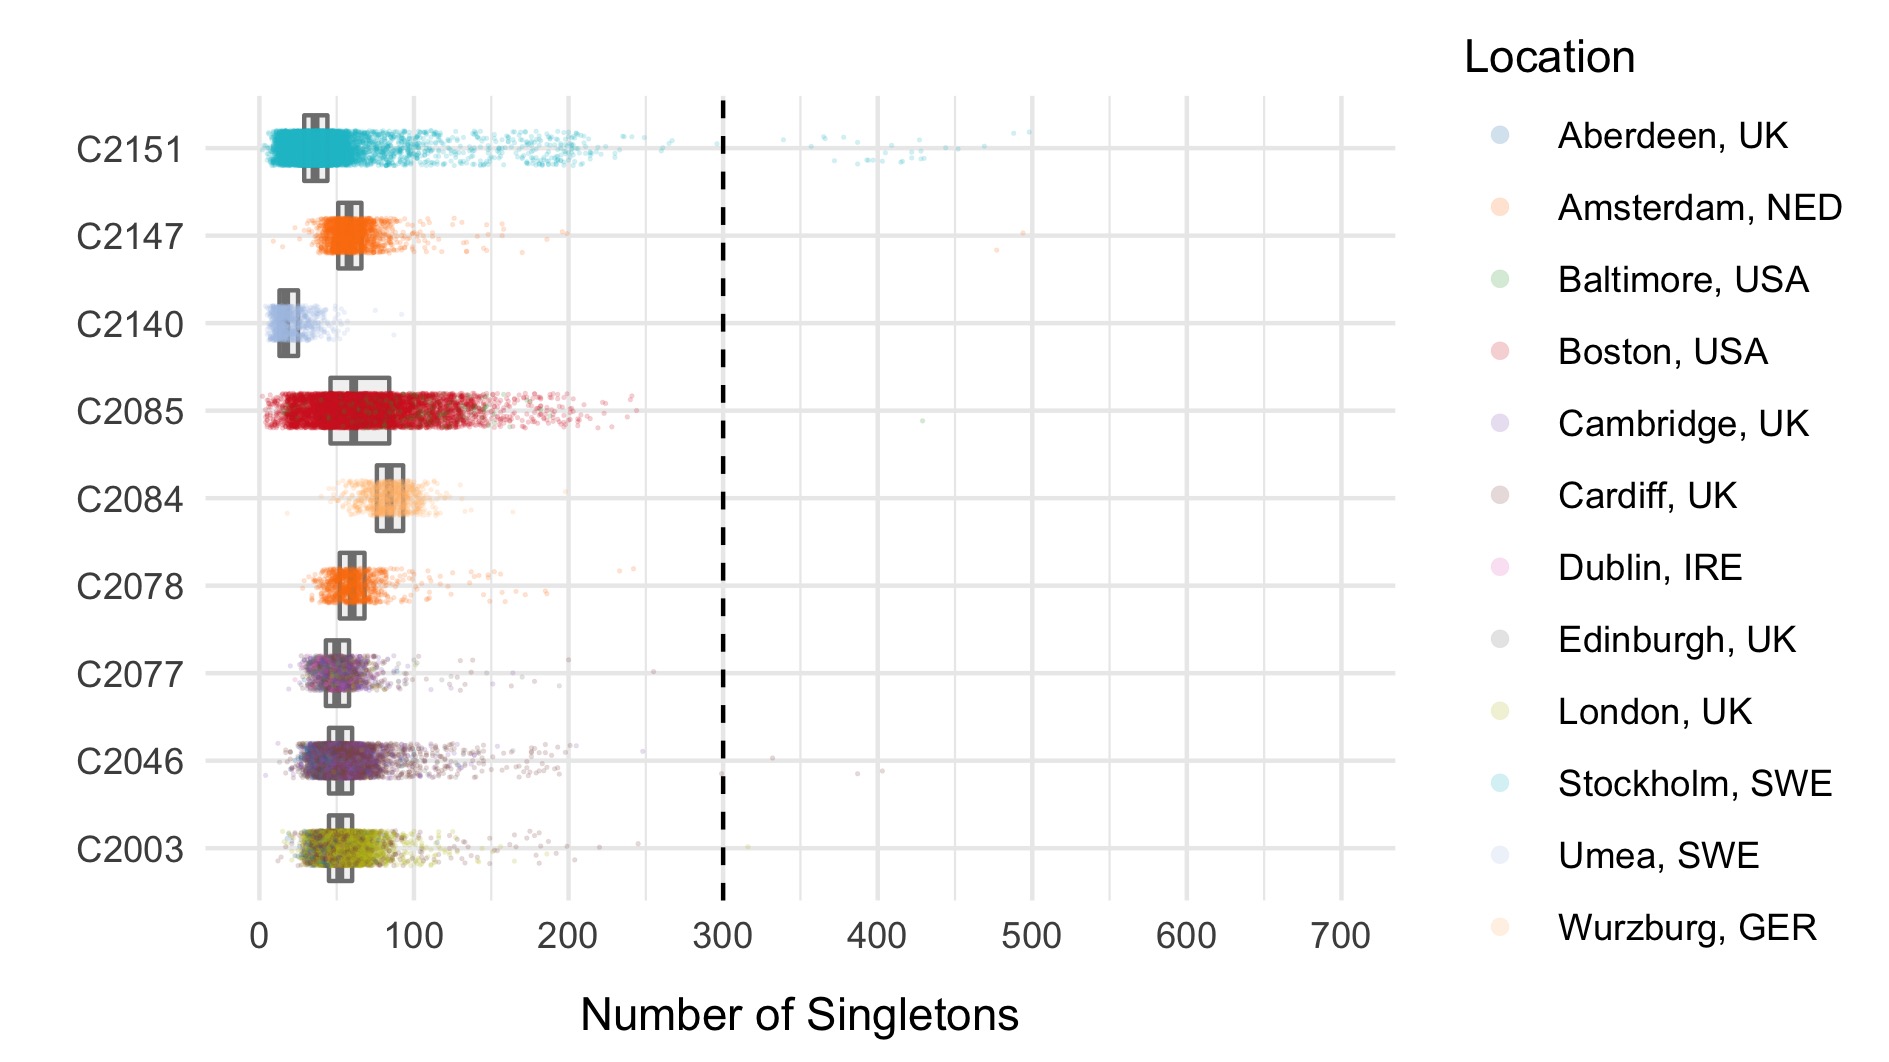 Location
Aberdeen, UK
Amsterdam, NED
Baltimore, USA
Boston, USA
Cambridge, UK
Cardiff, UK
Dublin, IRE
Edinburgh, UK
London, UK
Stockholm, SWE
Umea, SWE
Wurzburg, GER
C2151
C2147
C2140
C2085
C2084
C2078
C2077
C2046
C2003
0 100 200 300 400 500 600 700
Number of Singletons